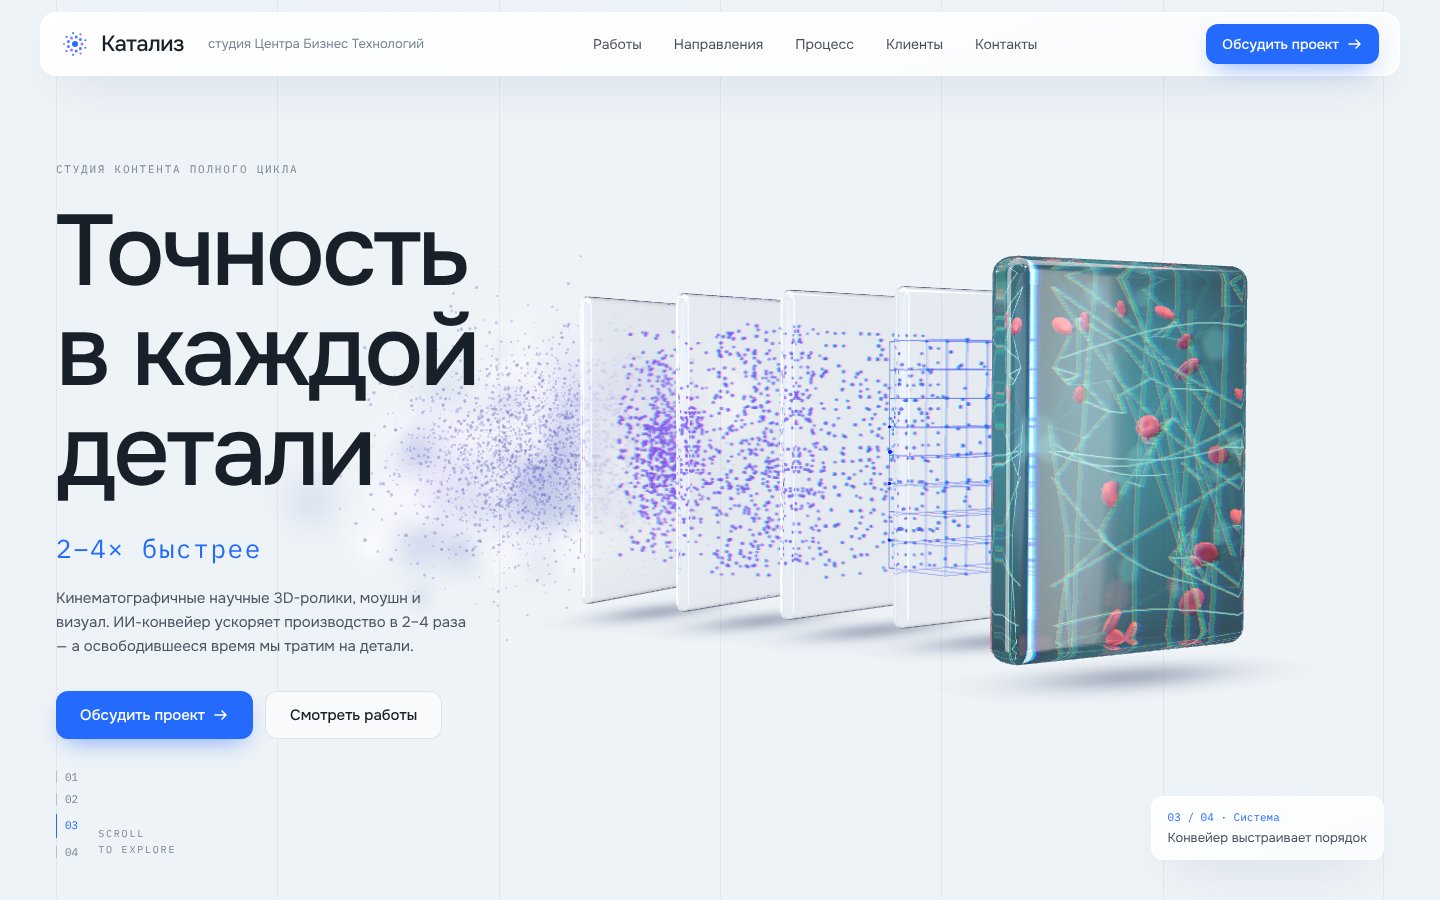 Катализ
студия Центра Бизнес Технологий
Работы
Направления
Процесс
Клиенты
Контакты
Обсудить проект →
СТУДИЯ КОНТЕНТА ПОЛНОГО ЦИКЛА
Точность
в каждой
детали
2–4× быстрее
Кинематографичные научные 3D-ролики, моушн и
визуал. ИИ-конвейер ускоряет производство в 2–4 раза
— а освободившееся время мы тратим на детали.
Обсудить проект →
Смотреть работы
01
02
03
04
SCROLL
TO EXPLORE
03 / 04 · Система
Конвейер выстраивает порядок